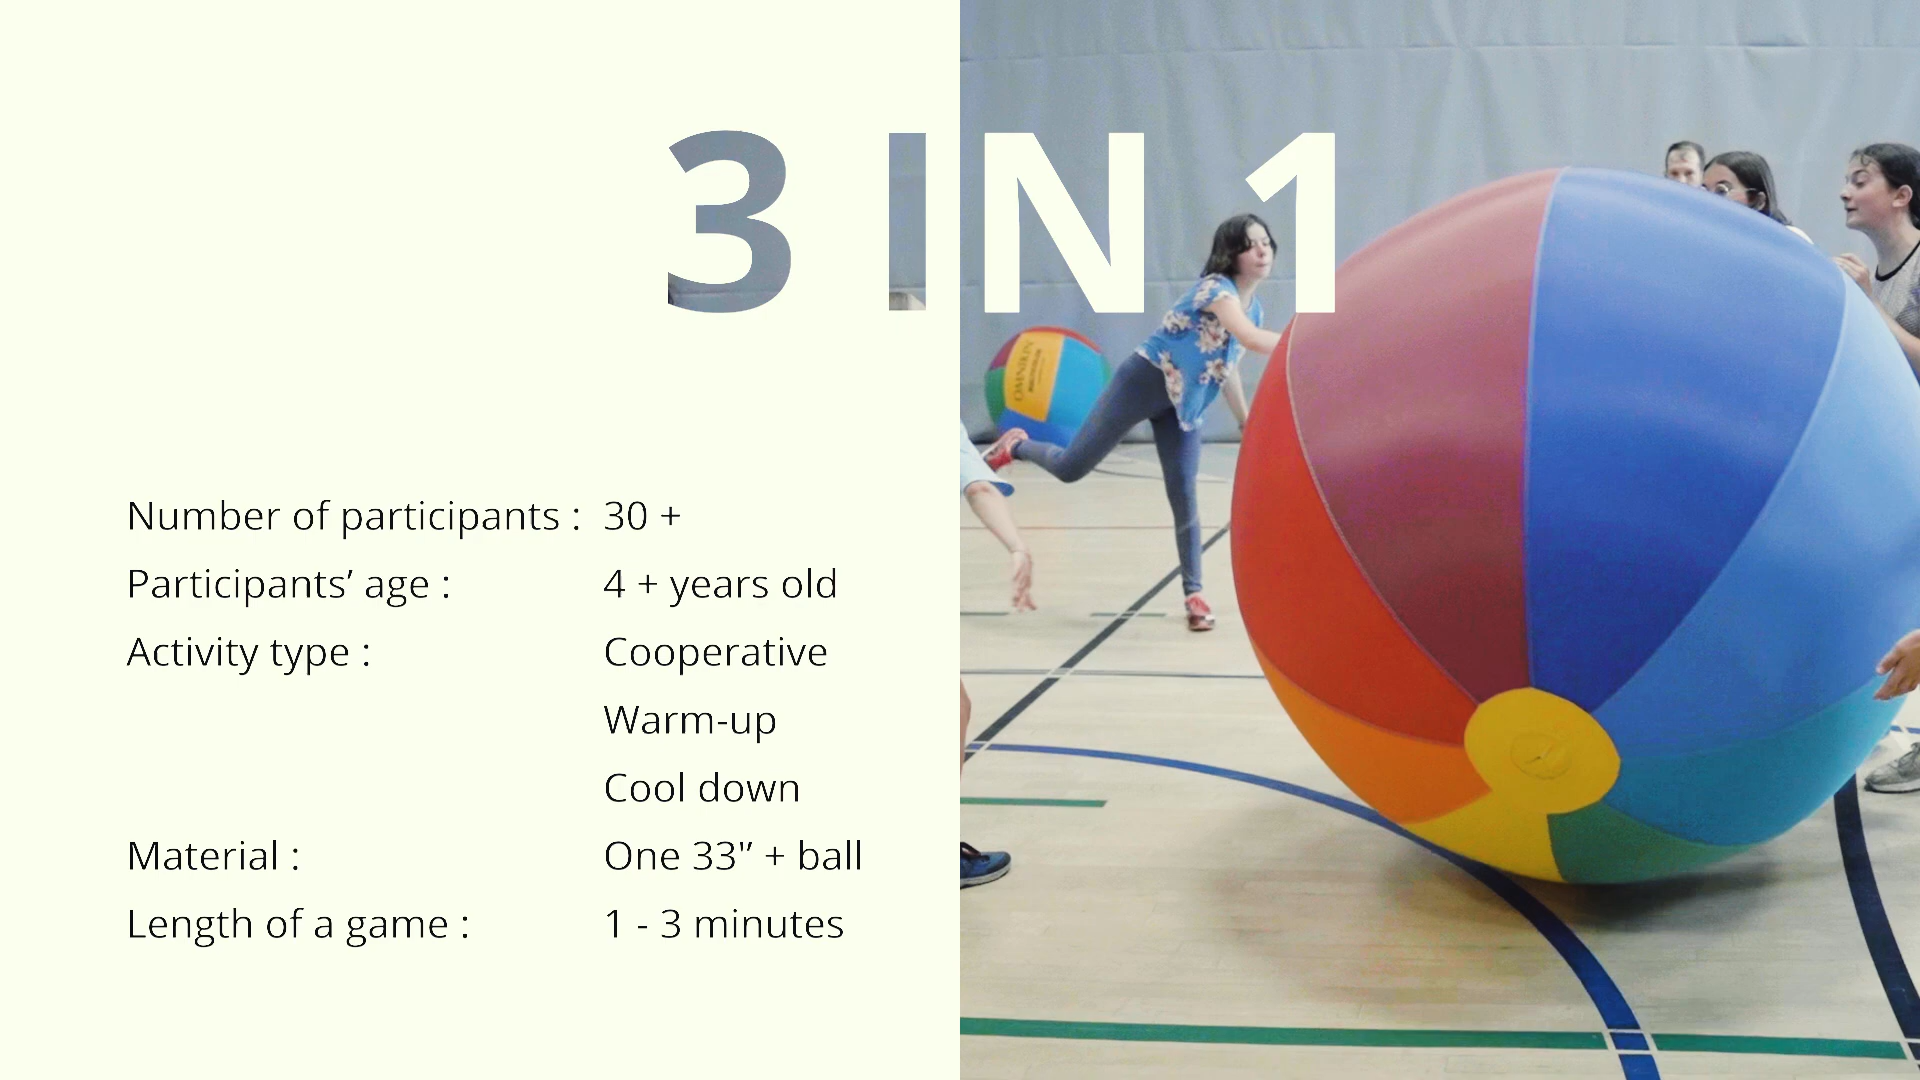 3 IN 1
OMNIKIN
Number of participants : 30 +
Participants’ age : 4 + years old
Activity type : Cooperative
Warm-up
Cool down
Material : One 33" + ball
Length of a game : 1 - 3 minutes